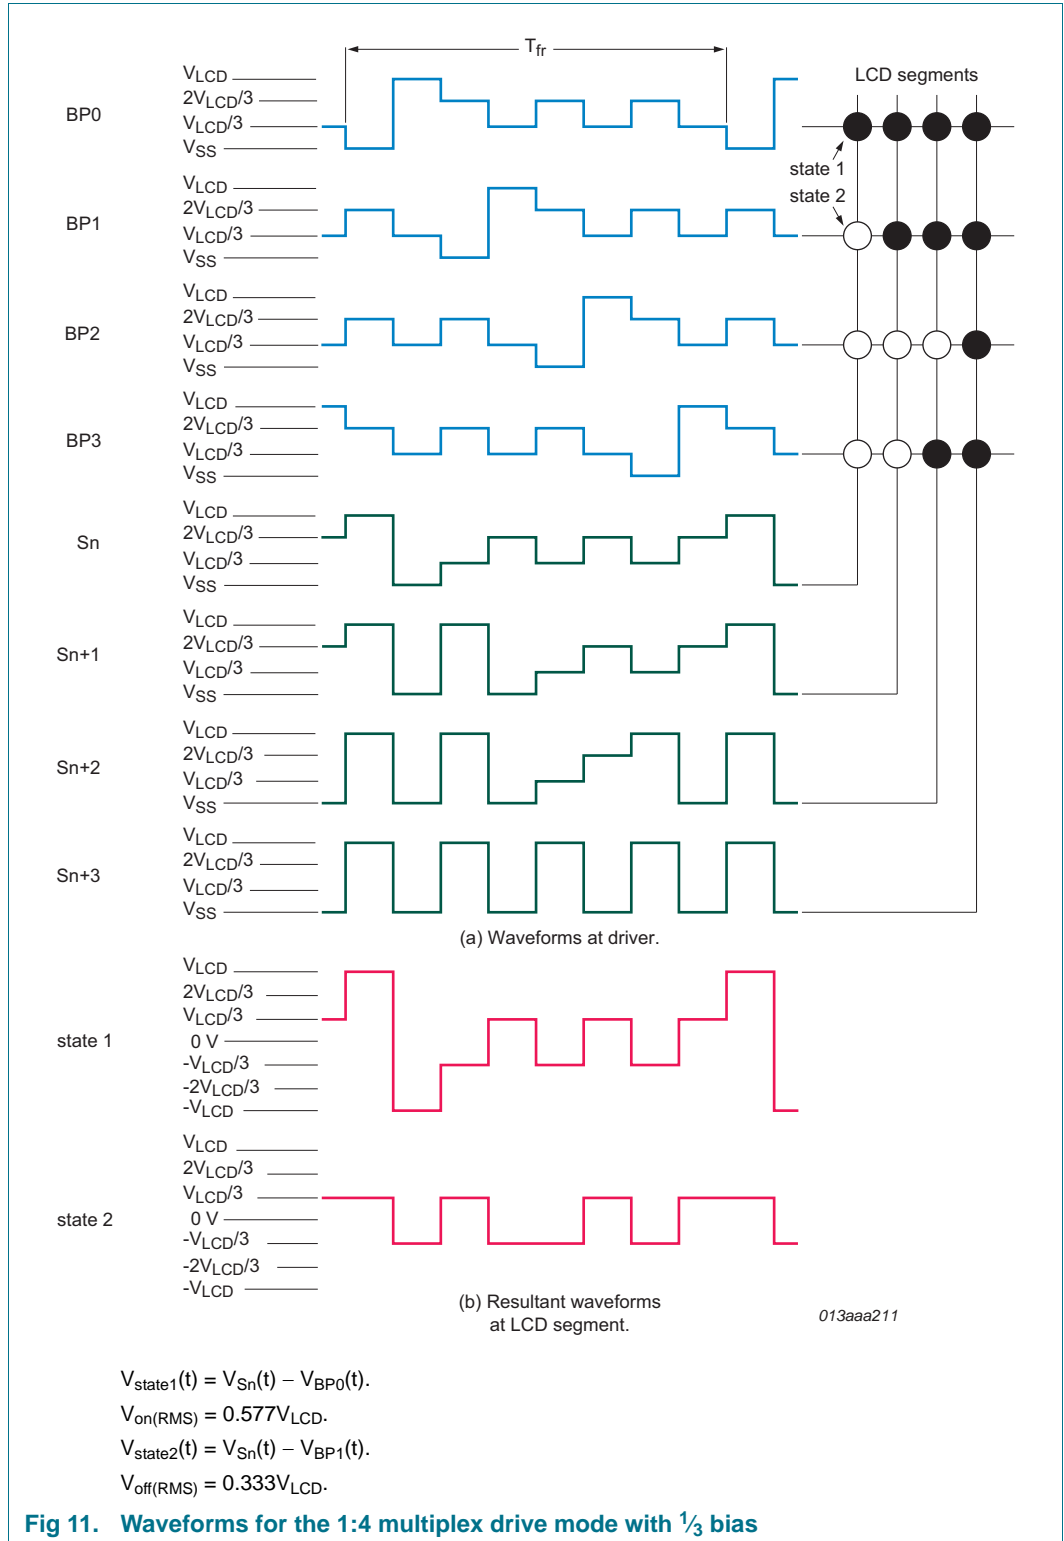 Tfr
LCD segments
BP0
VLCD
2VLCD/3
VLCD/3
VSS
state 1
state 2
BP1
VLCD
2VLCD/3
VLCD/3
VSS
BP2
VLCD
2VLCD/3
VLCD/3
VSS
BP3
VLCD
2VLCD/3
VLCD/3
VSS
Sn
VLCD
2VLCD/3
VLCD/3
VSS
Sn+1
VLCD
2VLCD/3
VLCD/3
VSS
Sn+2
VLCD
2VLCD/3
VLCD/3
VSS
Sn+3
VLCD
2VLCD/3
VLCD/3
VSS
(a) Waveforms at driver.
state 1
VLCD
2VLCD/3
VLCD/3
0 V
-VLCD/3
-2VLCD/3
-VLCD
state 2
VLCD
2VLCD/3
VLCD/3
0 V
-VLCD/3
-2VLCD/3
-VLCD
(b) Resultant waveforms
at LCD segment.
013aaa211
Vstate1(t) = VSn(t) − VBP0(t).
Von(RMS) = 0.577VLCD.
Vstate2(t) = VSn(t) − VBP1(t).
Voff(RMS) = 0.333VLCD.
Fig 11. Waveforms for the 1:4 multiplex drive mode with 1⁄3 bias